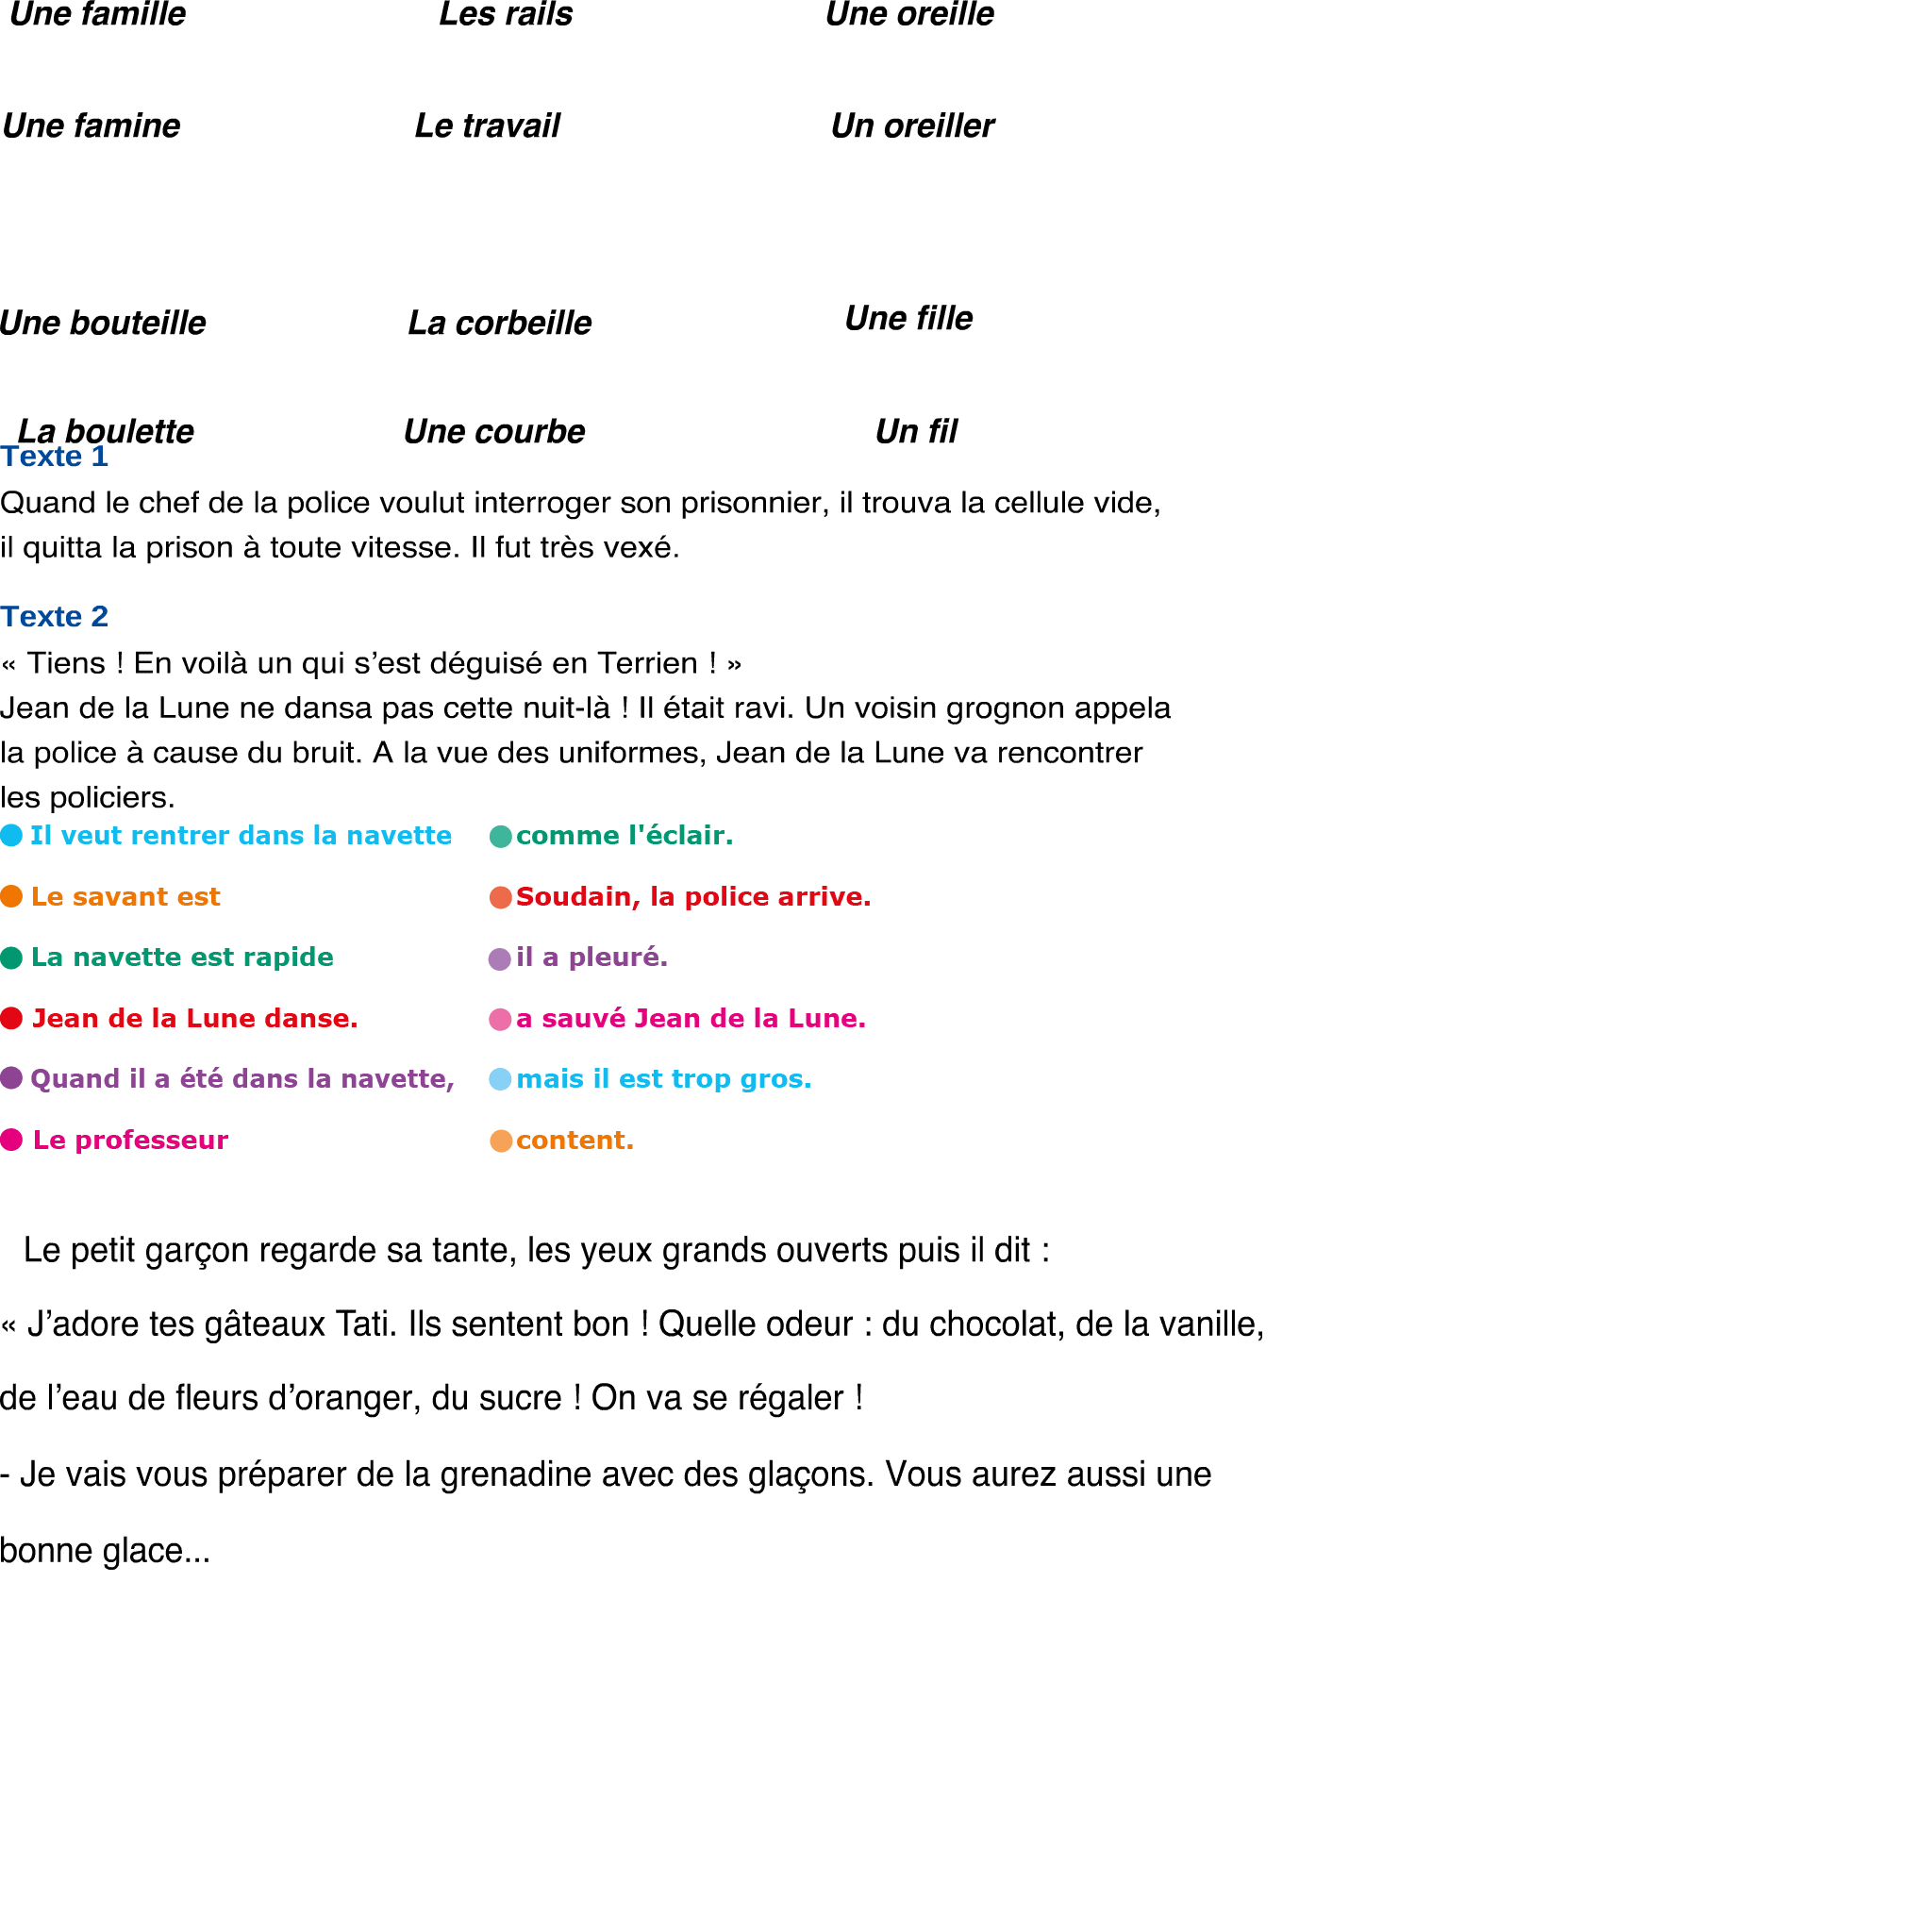 Une famille Les rails Une oreille
Une famine Le travail Un oreiller
Une bouteille La corbeille Une fille
La boulette Une courbe Un fil
Texte 1
Quand le chef de la police voulut interroger son prisonnier, il trouva la cellule vide,
il quitta la prison à toute vitesse. Il fut très vexé.
Texte 2
« Tiens ! En voilà un qui s’est déguisé en Terrien ! »
Jean de la Lune ne dansa pas cette nuit-là ! Il était ravi. Un voisin grognon appela
la police à cause du bruit. A la vue des uniformes, Jean de la Lune va rencontrer
les policiers.
Il veut rentrer dans la navette comme l'éclair.
Le savant est Soudain, la police arrive.
La navette est rapide il a pleuré.
Jean de la Lune danse. a sauvé Jean de la Lune.
Quand il a été dans la navette, mais il est trop gros.
Le professeur content.
Le petit garçon regarde sa tante, les yeux grands ouverts puis il dit :
« J’adore tes gâteaux Tati. Ils sentent bon ! Quelle odeur : du chocolat, de la vanille,
de l’eau de fleurs d’oranger, du sucre ! On va se régaler !
- Je vais vous préparer de la grenadine avec des glaçons. Vous aurez aussi une
bonne glace...